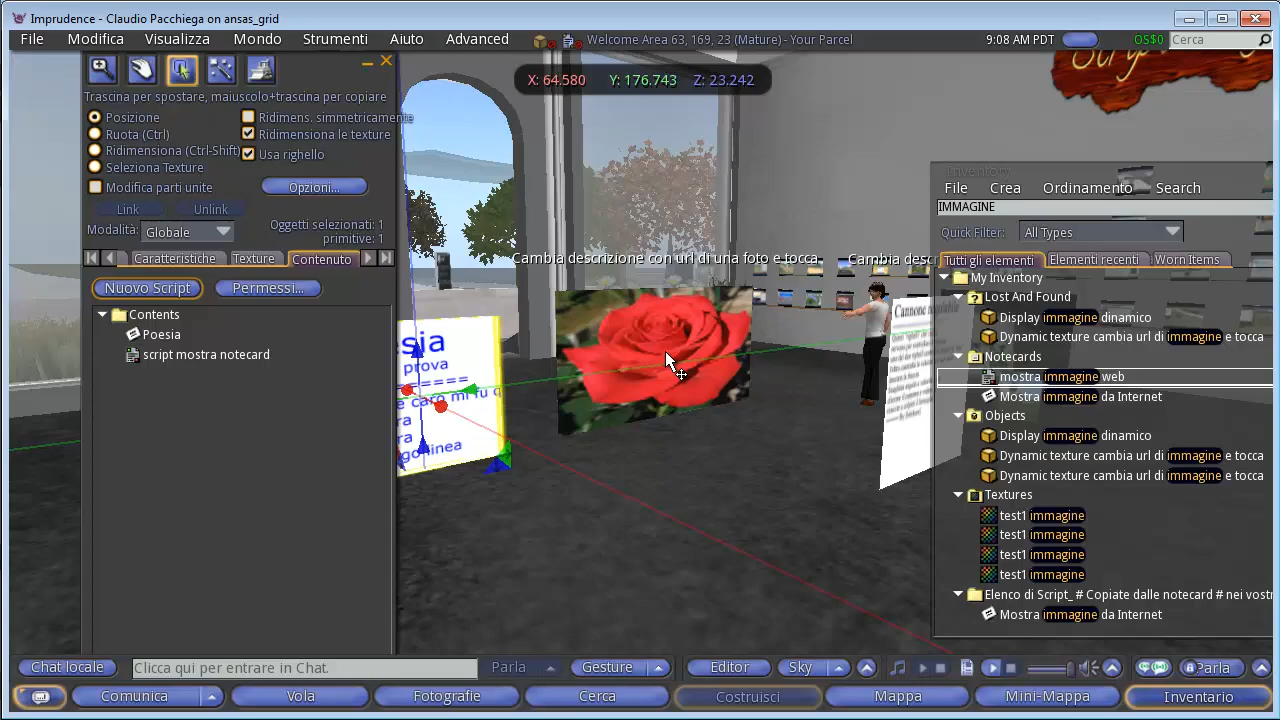 Imprudence - Claudio Pacchiega on ansas_grid
File Modifica Visualizza Mondo Strumenti Aiuto Advanced Welcome Area 63, 169, 23 (Mature) - Your Parcel 9:08 AM PDT OS$0 Cerca
Trascina per spostare, maiuscolo+trascina per copiare
X: 64.580 Y: 176.743 Z: 23.242
Posizione
Ridimens. simmetricamente
Ruota (Ctrl)
Ridimensiona le texture
Ridimensiona (Ctrl-Shift)
Usa righello
Seleziona Texture
Modifica parti unite
Opzioni...
Link Unlink
Oggetti selezionati: 1
primitive: 1
Modalità: Globale
Caratteristiche Texture Contenuto
Nuovo Script Permessi...
Contents
Poesia
script mostra notecard
Cambia descrizione con url di una foto e tocca
Cambia desc
sia
prova
=====
e caro mi fu q
ra
ra
go linea
Inventory
File Crea Ordinamento Search
IMMAGINE
Quick Filter: All Types
Tutti gli elementi Elementi recenti Worn Items
My Inventory
Lost And Found
Display immagine dinamico
Dynamic texture cambia url di immagine e tocca
Notecards
mostra immagine web
Mostra immagine da Internet
Objects
Display immagine dinamico
Dynamic texture cambia url di immagine e tocca
Dynamic texture cambia url di immagine e tocca
Textures
test1 immagine
test1 immagine
test1 immagine
test1 immagine
Elenco di Script_ # Copiate dalle notecard # nei vostr
Mostra immagine da Internet
Chat locale Clicca qui per entrare in Chat. Parla Gesture Editor Sky Parla
Comunica Vola Fotografie Cerca Costruisci Mappa Mini-Mappa Inventario